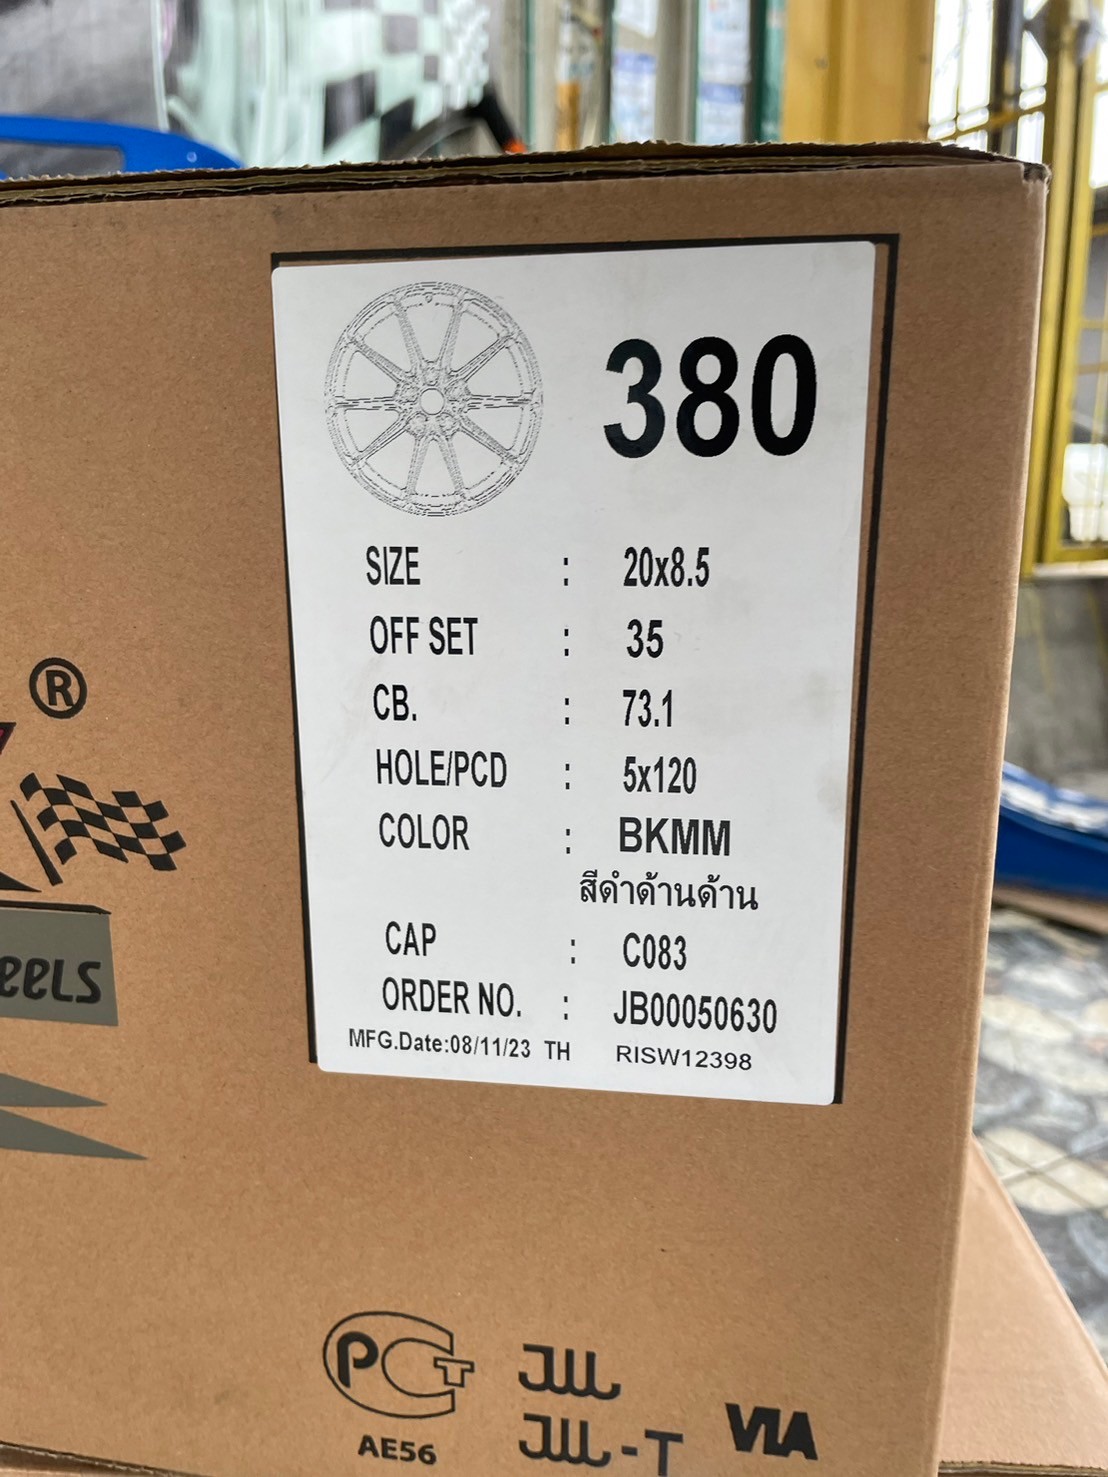 380
SIZE : 20x8.5
OFF SET : 35
CB. : 73.1
HOLE/PCD : 5x120
COLOR : BKMM
สีดำด้านด้าน
CAP : C083
ORDER NO. : JB00050630
MFG.Date:08/11/23 TH RISW12398
®
eels
PCT
AE56
JWL
JWL-T
VIA